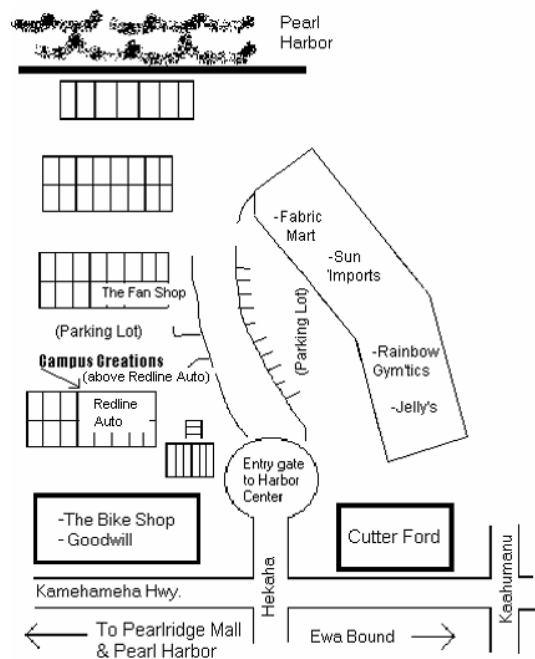 Pearl
Harbor
-Fabric
Mart
-Sun
'Imports
The Fan Shop
(Parking Lot)
(Parking Lot)
Campus Creations
(above Redline Auto)
-Rainbow
Gym'tics
-Jelly's
Redline
Auto
Entry gate
to Harbor
Center
-The Bike Shop
- Goodwill
Cutter Ford
Hekaha
Kaahumanu
Kamehameha Hwy.
To Pearlridge Mall
& Pearl Harbor
Ewa Bound